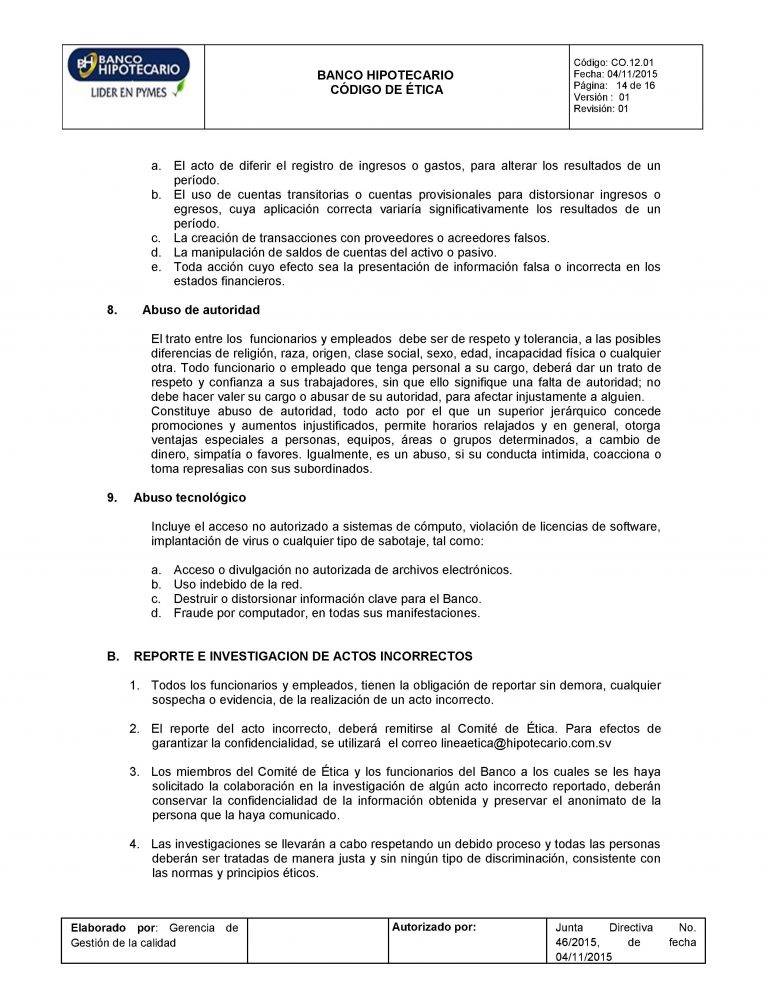 BH BANCO
HIPOTECARIO
LIDER EN PYMES
BANCO HIPOTECARIO
CÓDIGO DE ÉTICA
Código: CO.12.01
Fecha: 04/11/2015
Página: 14 de 16
Versión : 01
Revisión: 01
a. El acto de diferir el registro de ingresos o gastos, para alterar los resultados de un
período.
b. El uso de cuentas transitorias o cuentas provisionales para distorsionar ingresos o
egresos, cuya aplicación correcta variaría significativamente los resultados de un
período.
c. La creación de transacciones con proveedores o acreedores falsos.
d. La manipulación de saldos de cuentas del activo o pasivo.
e. Toda acción cuyo efecto sea la presentación de información falsa o incorrecta en los
estados financieros.
8. Abuso de autoridad
El trato entre los funcionarios y empleados debe ser de respeto y tolerancia, a las posibles
diferencias de religión, raza, origen, clase social, sexo, edad, incapacidad física o cualquier
otra. Todo funcionario o empleado que tenga personal a su cargo, deberá dar un trato de
respeto y confianza a sus trabajadores, sin que ello signifique una falta de autoridad; no
debe hacer valer su cargo o abusar de su autoridad, para afectar injustamente a alguien.
Constituye abuso de autoridad, todo acto por el que un superior jerárquico concede
promociones y aumentos injustificados, permite horarios relajados y en general, otorga
ventajas especiales a personas, equipos, áreas o grupos determinados, a cambio de
dinero, simpatía o favores. Igualmente, es un abuso, si su conducta intimida, coacciona o
toma represalias con sus subordinados.
9. Abuso tecnológico
Incluye el acceso no autorizado a sistemas de cómputo, violación de licencias de software,
implantación de virus o cualquier tipo de sabotaje, tal como:
a. Acceso o divulgación no autorizada de archivos electrónicos.
b. Uso indebido de la red.
c. Destruir o distorsionar información clave para el Banco.
d. Fraude por computador, en todas sus manifestaciones.
B. REPORTE E INVESTIGACION DE ACTOS INCORRECTOS
1. Todos los funcionarios y empleados, tienen la obligación de reportar sin demora, cualquier
sospecha o evidencia, de la realización de un acto incorrecto.
2. El reporte del acto incorrecto, deberá remitirse al Comité de Ética. Para efectos de
garantizar la confidencialidad, se utilizará el correo lineaetica@hipotecario.com.sv
3. Los miembros del Comité de Ética y los funcionarios del Banco a los cuales se les haya
solicitado la colaboración en la investigación de algún acto incorrecto reportado, deberán
conservar la confidencialidad de la información obtenida y preservar el anonimato de la
persona que la haya comunicado.
4. Las investigaciones se llevarán a cabo respetando un debido proceso y todas las personas
deberán ser tratadas de manera justa y sin ningún tipo de discriminación, consistente con
las normas y principios éticos.
Elaborado por: Gerencia de
Gestión de la calidad
Autorizado por:
Junta Directiva No.
46/2015, de fecha
04/11/2015